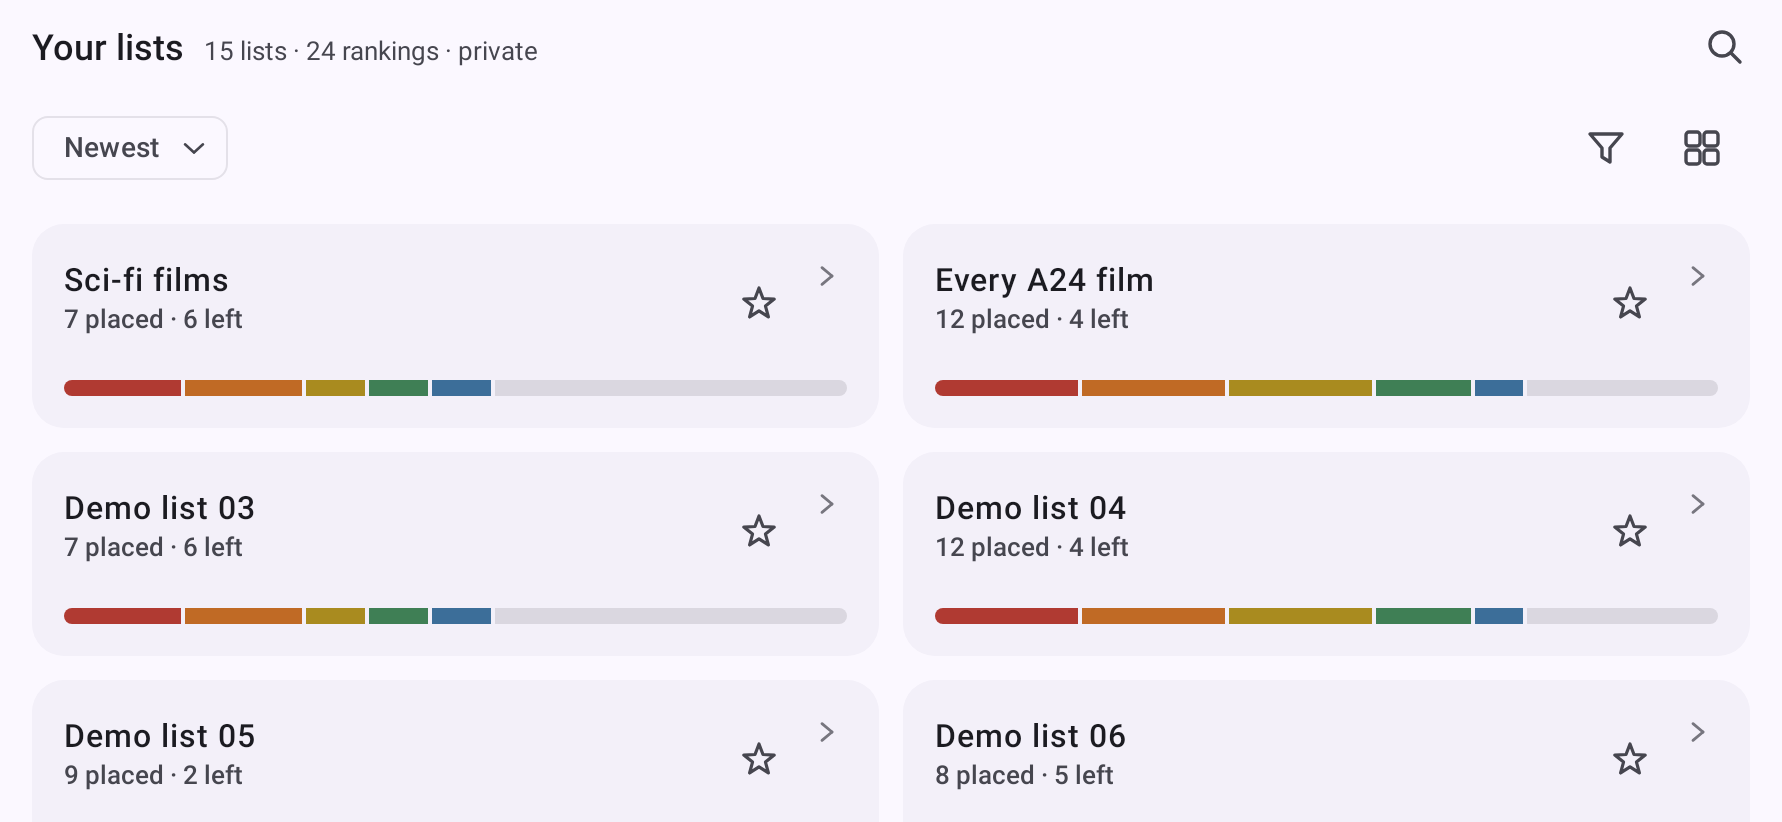 Your lists 15 lists · 24 rankings · private
Newest
Sci-fi films
7 placed · 6 left
Every A24 film
12 placed · 4 left
Demo list 03
7 placed · 6 left
Demo list 04
12 placed · 4 left
Demo list 05
9 placed · 2 left
Demo list 06
8 placed · 5 left